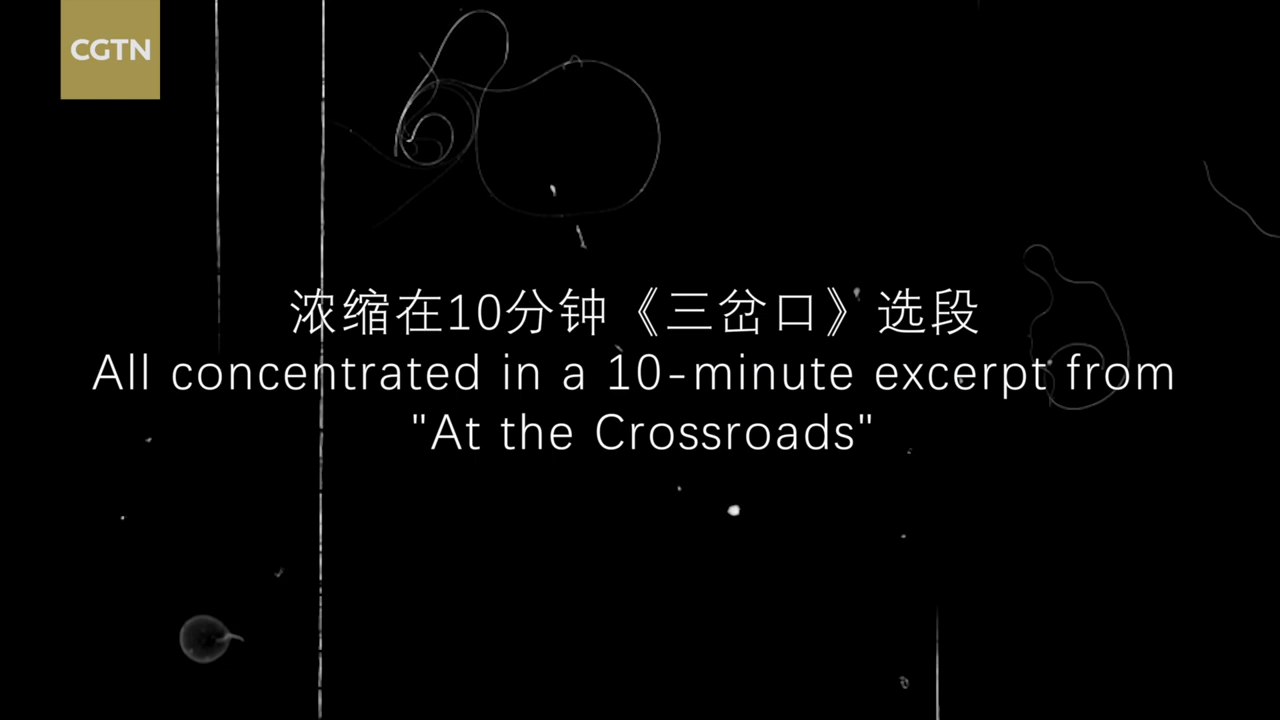 CGTN
浓缩在10分钟《三岔口》选段
All concentrated in a 10-minute excerpt from
"At the Crossroads"